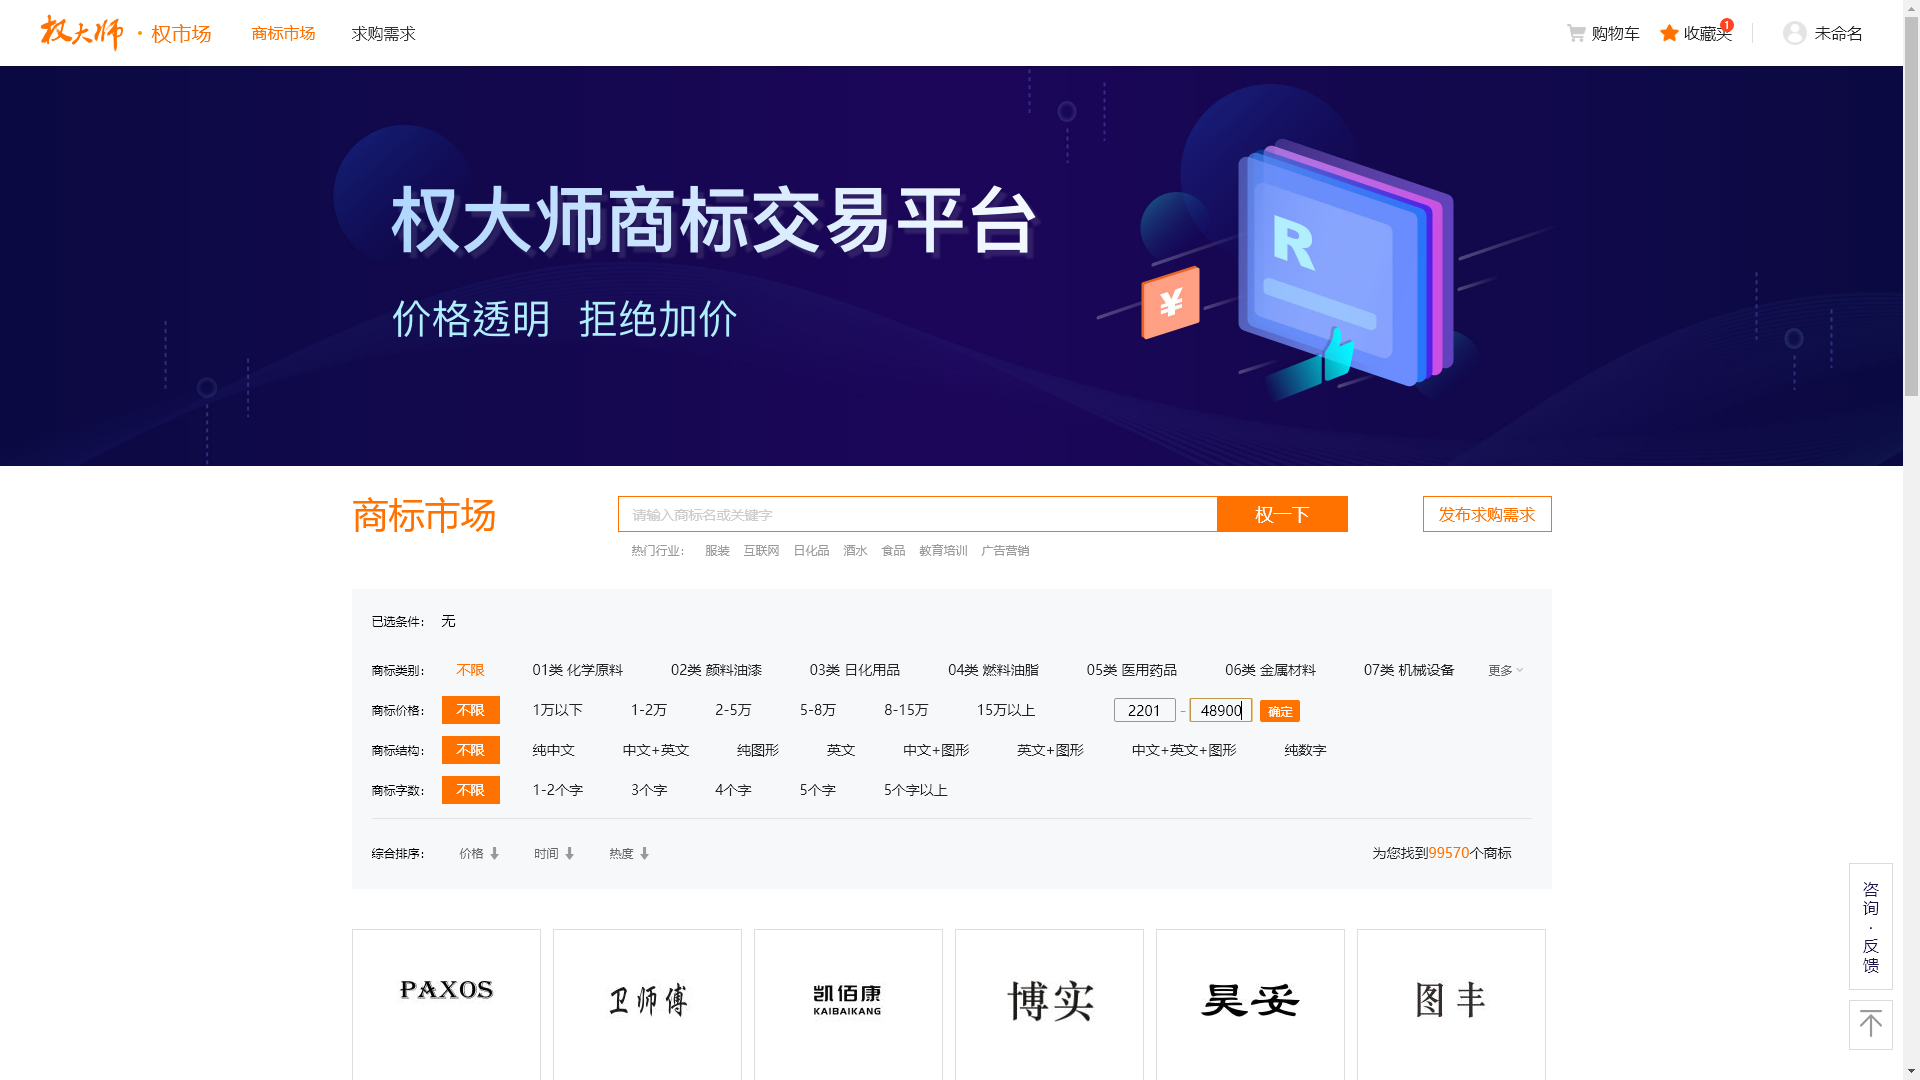 权大师 · 权市场 商标市场 求购需求 购物车 收藏夹 1 未命名
权大师商标交易平台
R
¥
价格透明 拒绝加价
商标市场 请输入商标名或关键字 权一下 发布求购需求
热门行业： 服装 互联网 日化品 酒水 食品 教育培训 广告营销
已选条件： 无
商标类别： 不限 01类 化学原料 02类 颜料油漆 03类 日化用品 04类 燃料油脂 05类 医用药品 06类 金属材料 07类 机械设备 更多
商标价格： 不限 1万以下 1-2万 2-5万 5-8万 8-15万 15万以上 2201 - 48900 确定
商标结构： 不限 纯中文 中文+英文 纯图形 英文 中文+图形 英文+图形 中文+英文+图形 纯数字
商标字数： 不限 1-2个字 3个字 4个字 5个字 5个字以上
综合排序： 价格 时间 热度 为您找到99570个商标
咨询·反馈
PAXOS
卫师傅
凯佰康
KAIBAIKANG
博实
昊妥
图丰